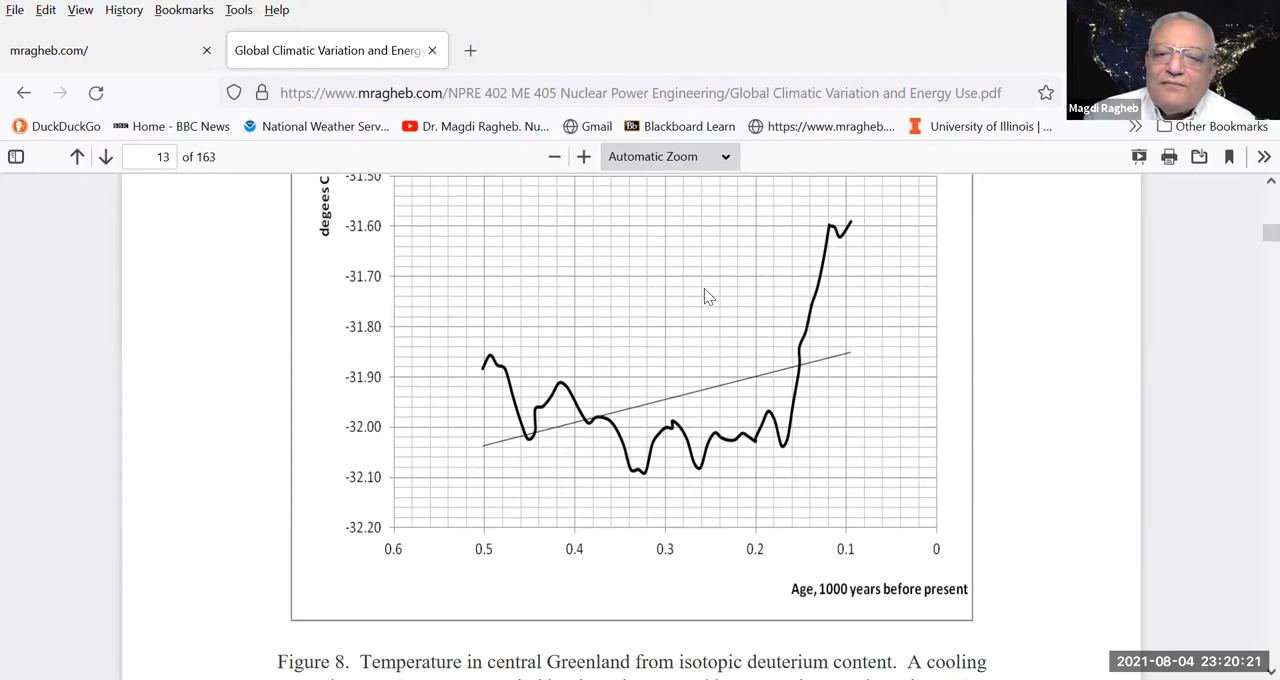 File Edit View History Bookmarks Tools Help
mragheb.com/
Global Climatic Variation and Energy
https://www.mragheb.com/NPRE 402 ME 405 Nuclear Power Engineering/Global Climatic Variation and Energy Use.pdf
Magdi Ragheb
DuckDuckGo
BBC Home - BBC News
National Weather Serv...
Dr. Magdi Ragheb. Nu...
Gmail
Bb Blackboard Learn
https://www.mragheb....
I University of Illinois |...
Other Bookmarks
13 of 163
Automatic Zoom
degees C
-31.50
-31.60
-31.70
-31.80
-31.90
-32.00
-32.10
-32.20
0.6 0.5 0.4 0.3 0.2 0.1 0
Age, 1000 years before present
Figure 8. Temperature in central Greenland from isotopic deuterium content. A cooling
2021-08-04 23:20:21